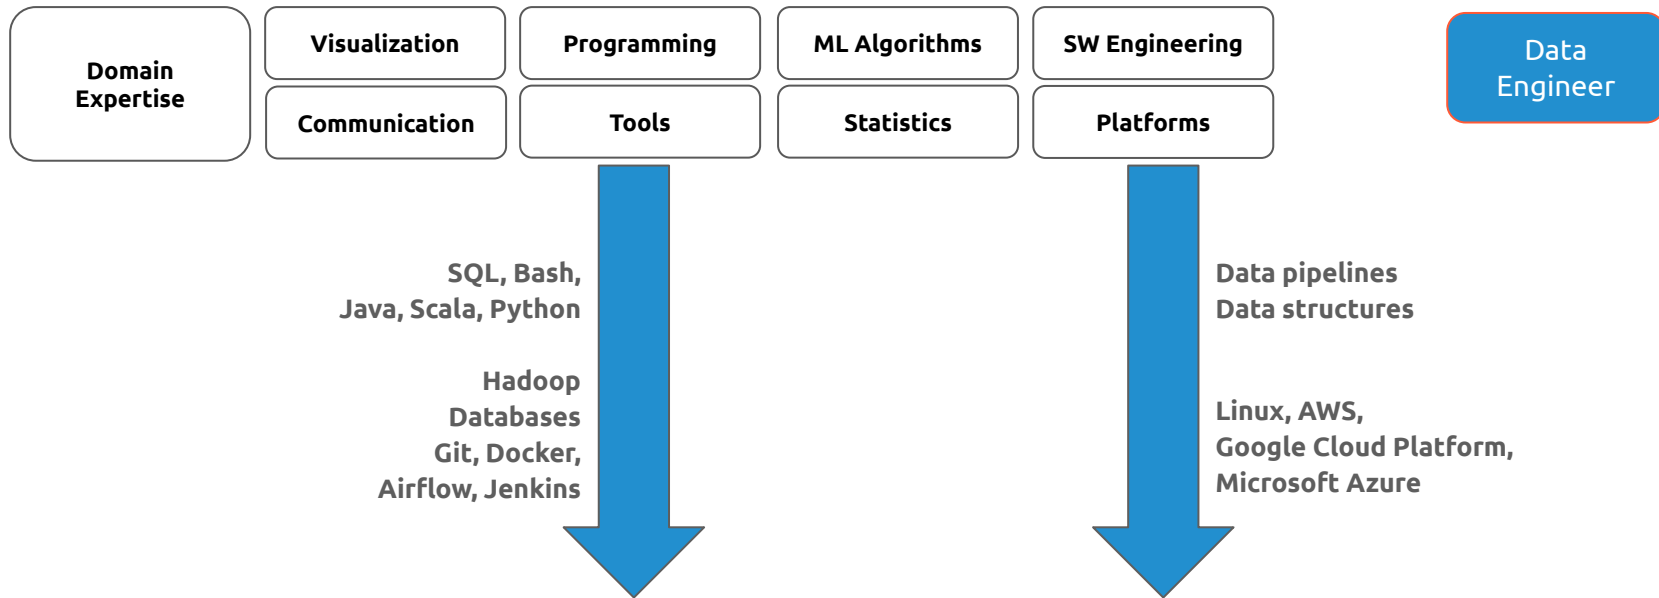 Domain
Expertise
Visualization
Communication
Programming
Tools
ML Algorithms
Statistics
SW Engineering
Platforms
Data
Engineer
SQL, Bash,
Java, Scala, Python
Hadoop
Databases
Git, Docker,
Airflow, Jenkins
Data pipelines
Data structures
Linux, AWS,
Google Cloud Platform,
Microsoft Azure